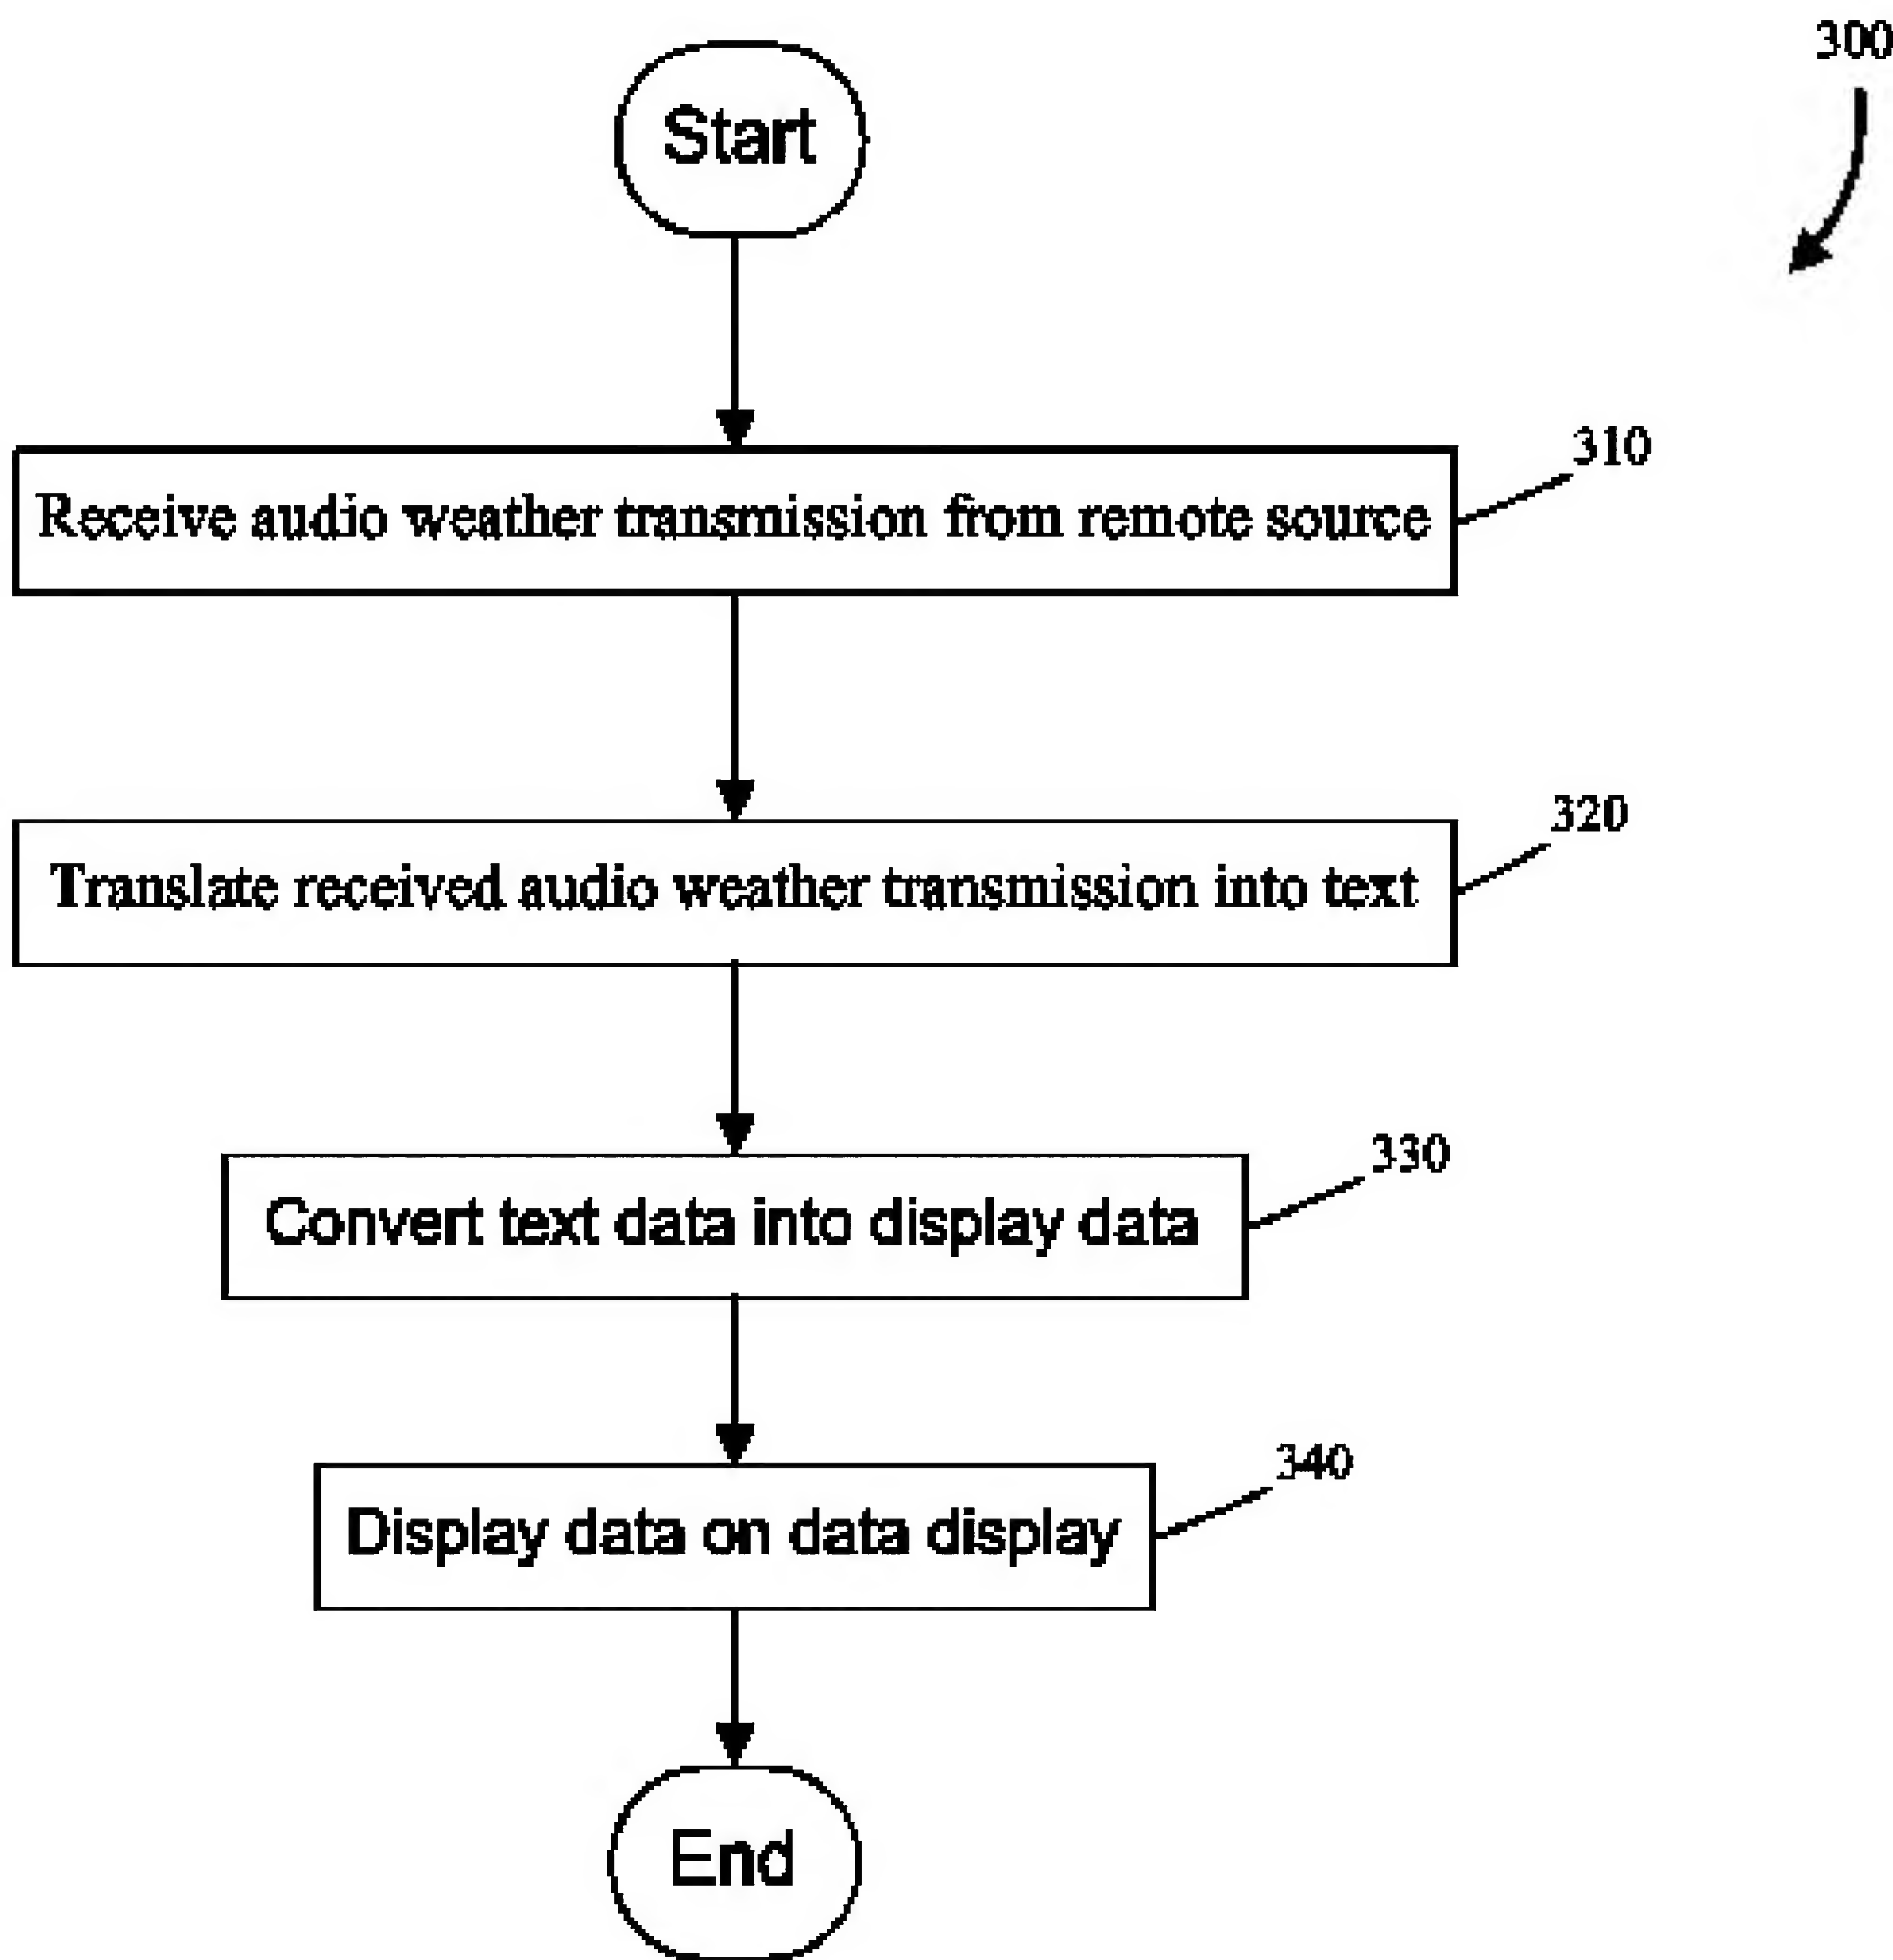 300
Start
310
Receive audio weather transmission from remote source
320
Translate received audio weather transmission into text
330
Convert text data into display data
340
Display data on data display
End